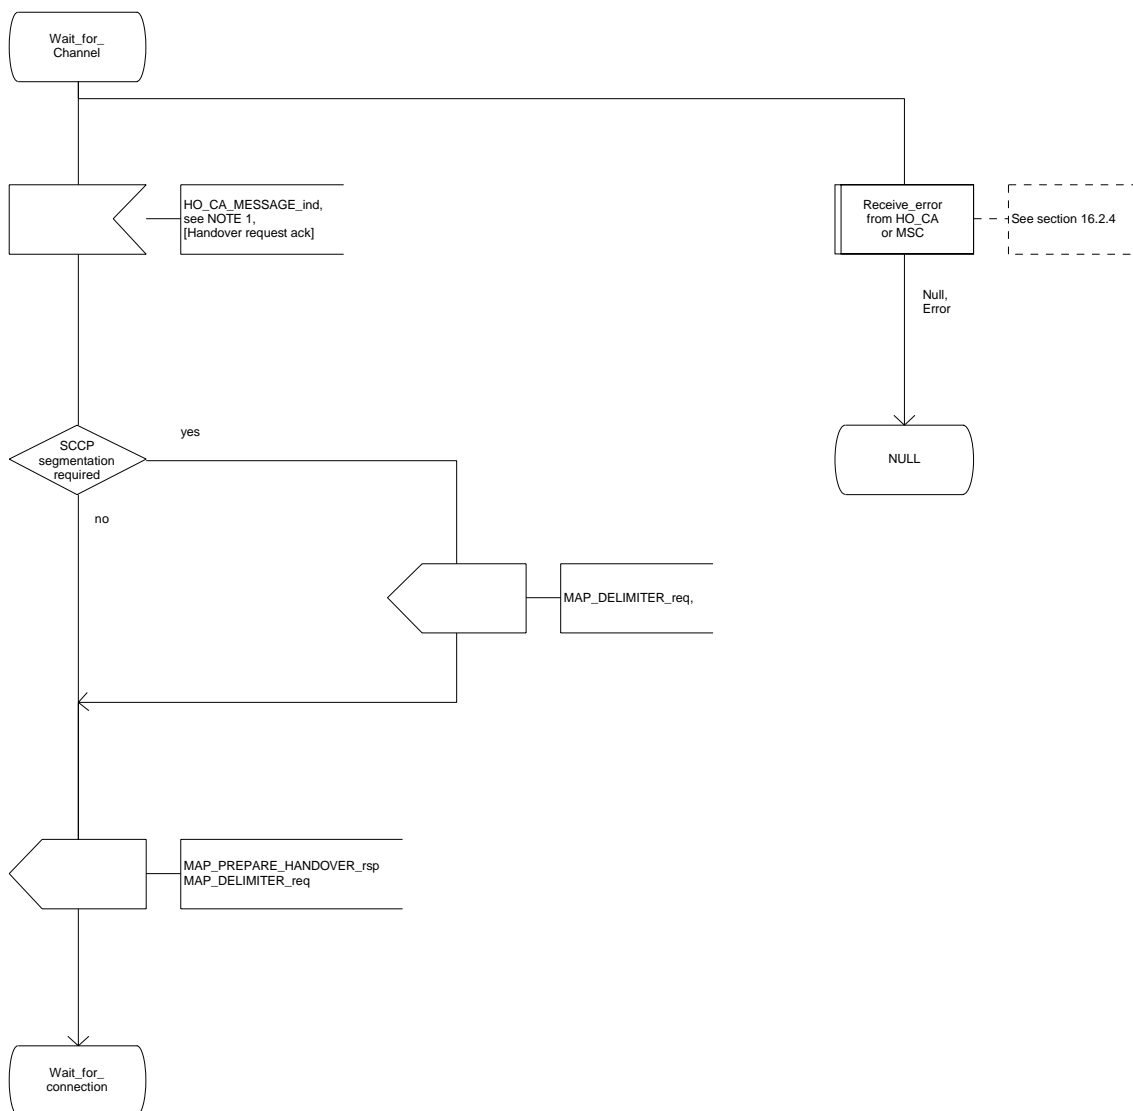 Wait_for_
Channel
HO_CA_MESSAGE_ind,
see NOTE 1,
[Handover request ack]
Receive_error
from HO_CA
or MSC
See section 16.2.4
Null,
Error
SCCP
segmentation
required
yes
NULL
no
MAP_DELIMITER_req,
MAP_PREPARE_HANDOVER_rsp
MAP_DELIMITER_req
Wait_for_
connection